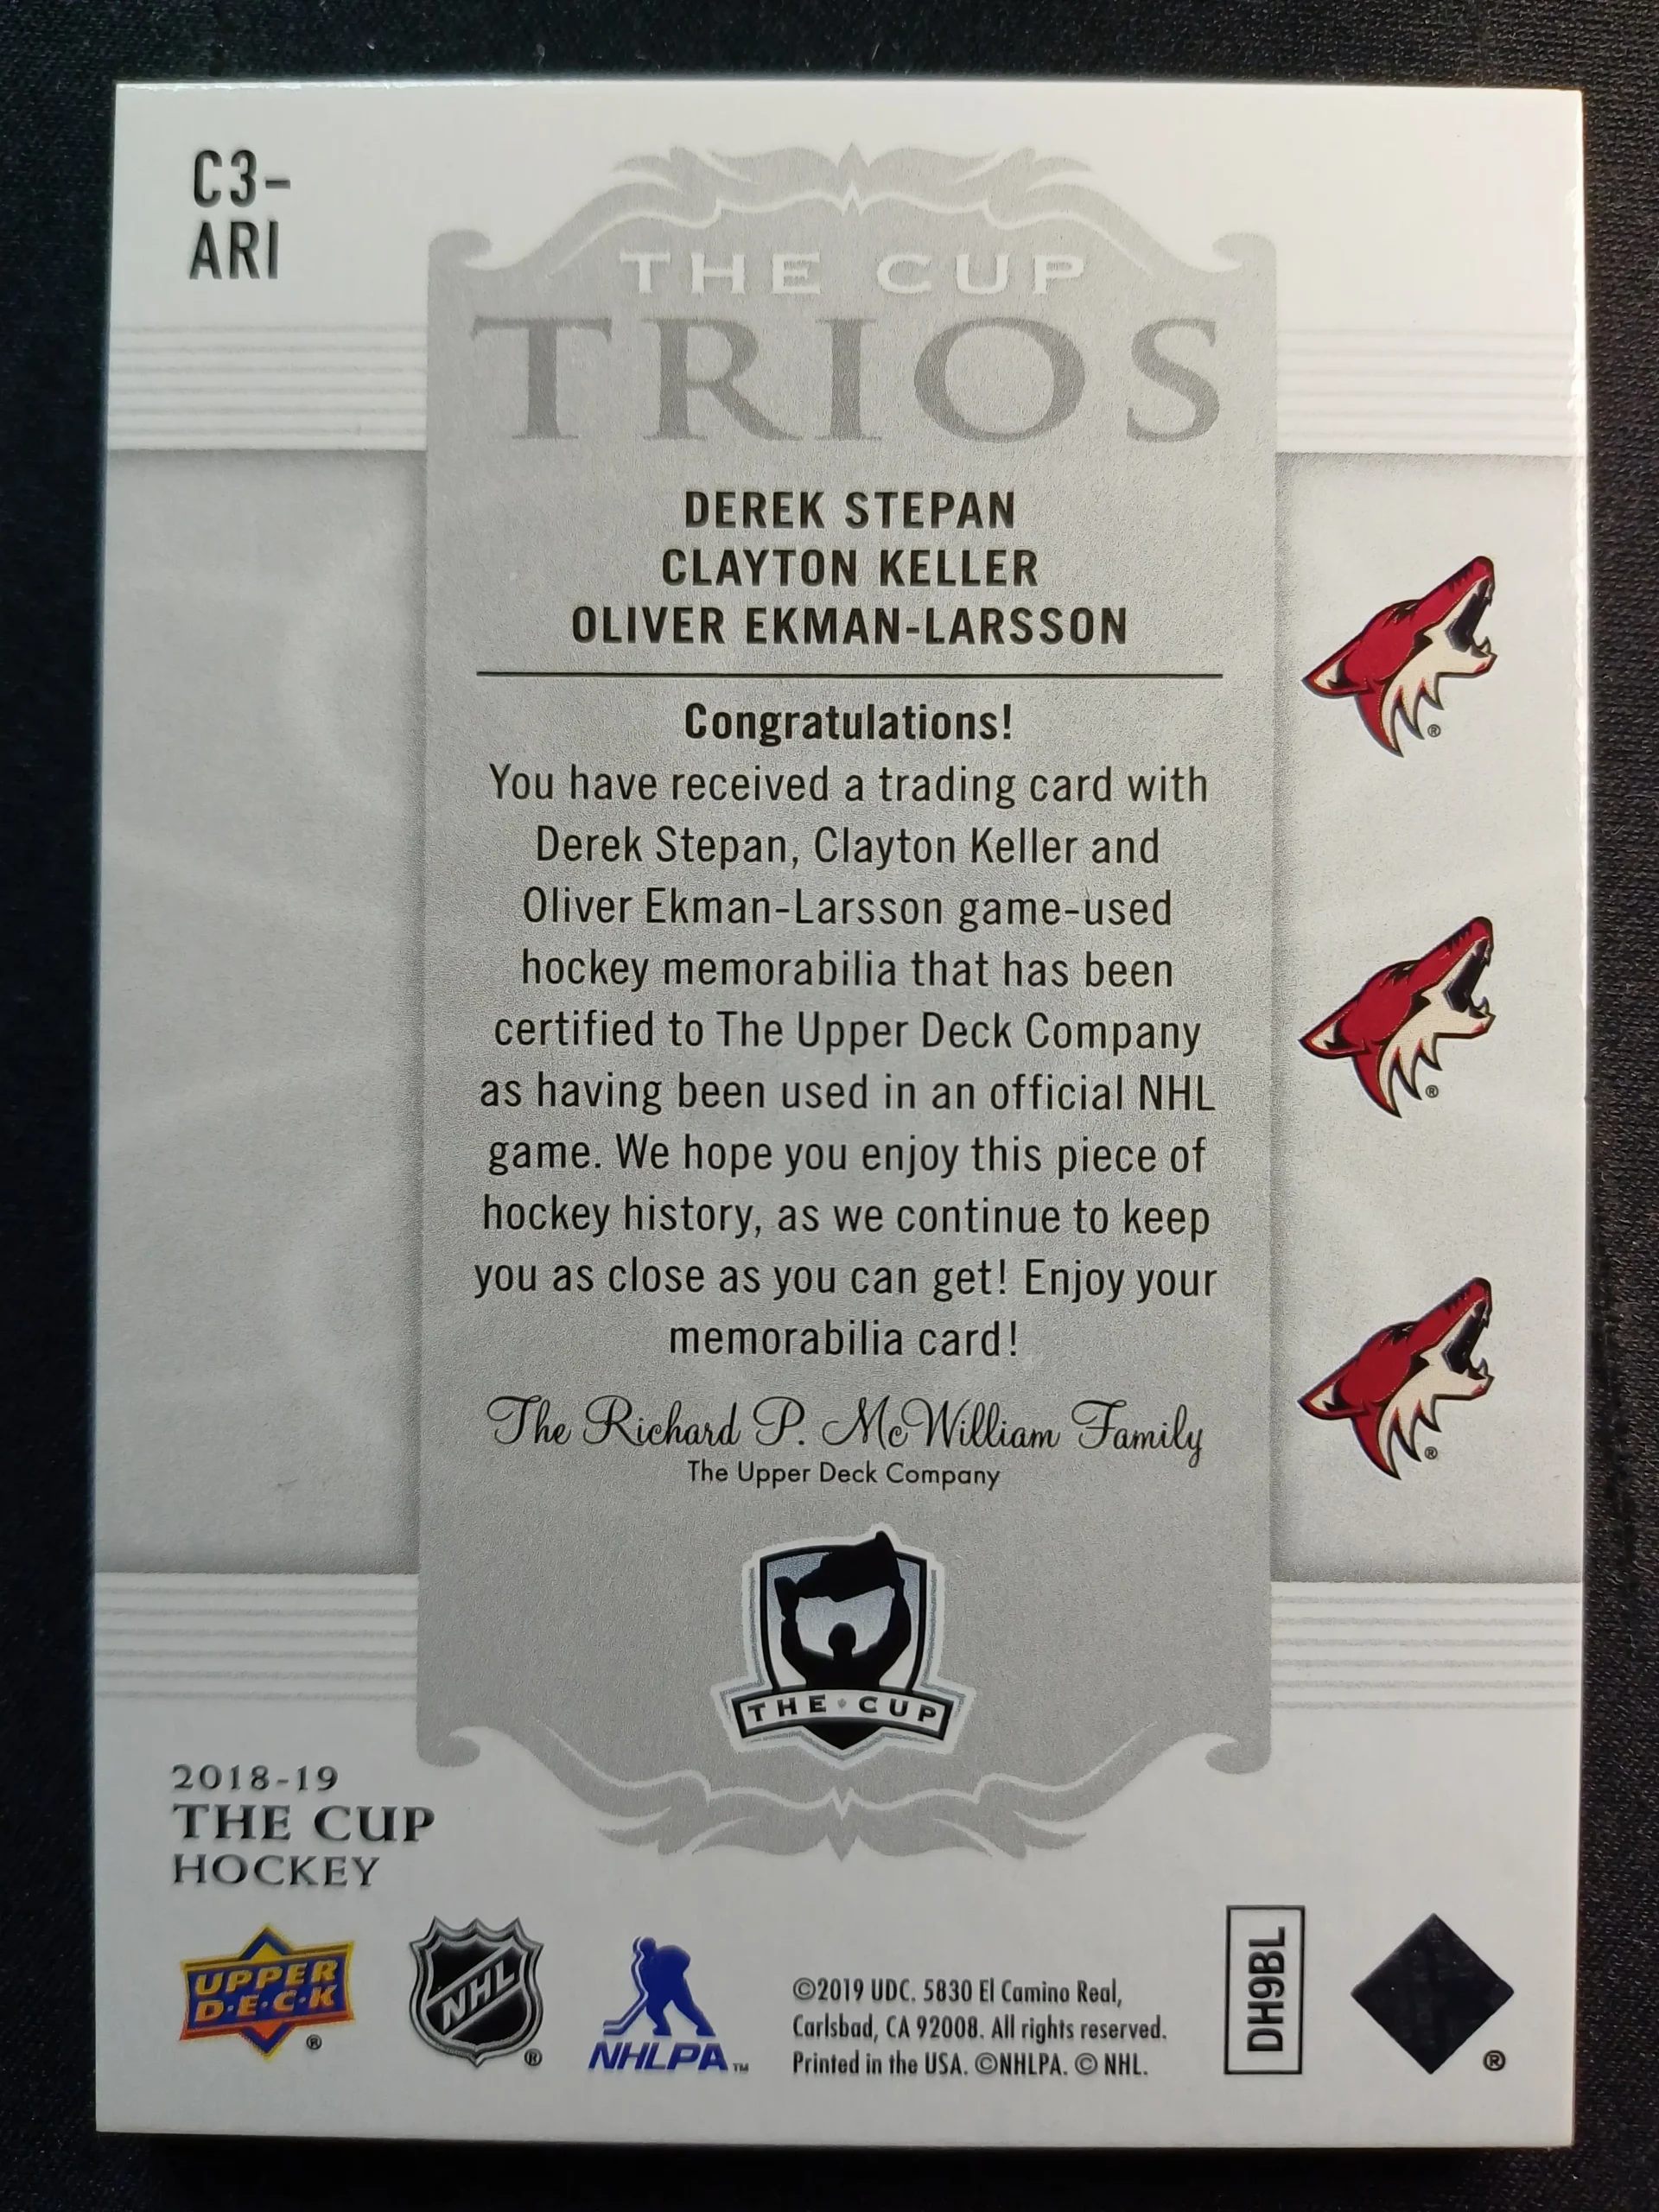 C3-
ARI
THE CUP
TRIOS
DEREK STEPAN
CLAYTON KELLER
OLIVER EKMAN-LARSSON
Congratulations!
You have received a trading card with
Derek Stepan, Clayton Keller and
Oliver Ekman-Larsson game-used
hockey memorabilia that has been
certified to The Upper Deck Company
as having been used in an official NHL
game. We hope you enjoy this piece of
hockey history, as we continue to keep
you as close as you can get! Enjoy your
memorabilia card!
The Richard P. McWilliam Family
The Upper Deck Company
THE CUP
2018-19
THE CUP
HOCKEY
UPPER
D·E·C·K
®
NHL
®
NHLPA™
©2019 UDC. 5830 El Camino Real,
Carlsbad, CA 92008. All rights reserved.
Printed in the USA. ©NHLPA. © NHL.
DH9BL
®
®
®
®